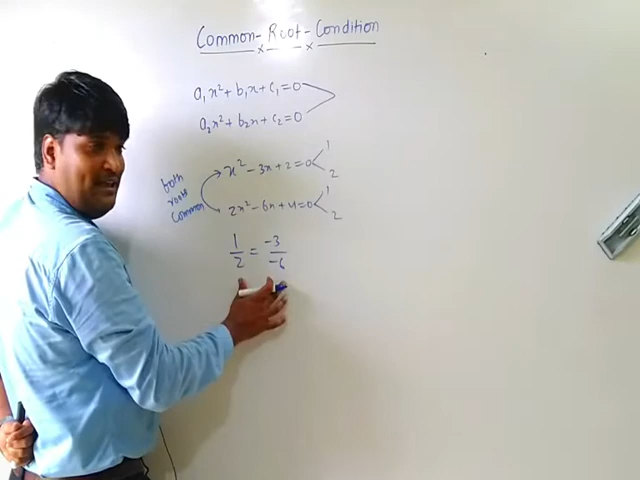 Common-Root-Condition
a₁x²+b₁x+c₁=0
a₂x²+b₂x+c₂=0
x²-3x+2=0 1 2
both roots common
2x²-6x+4=0 1 2
1/2 = -3/-6